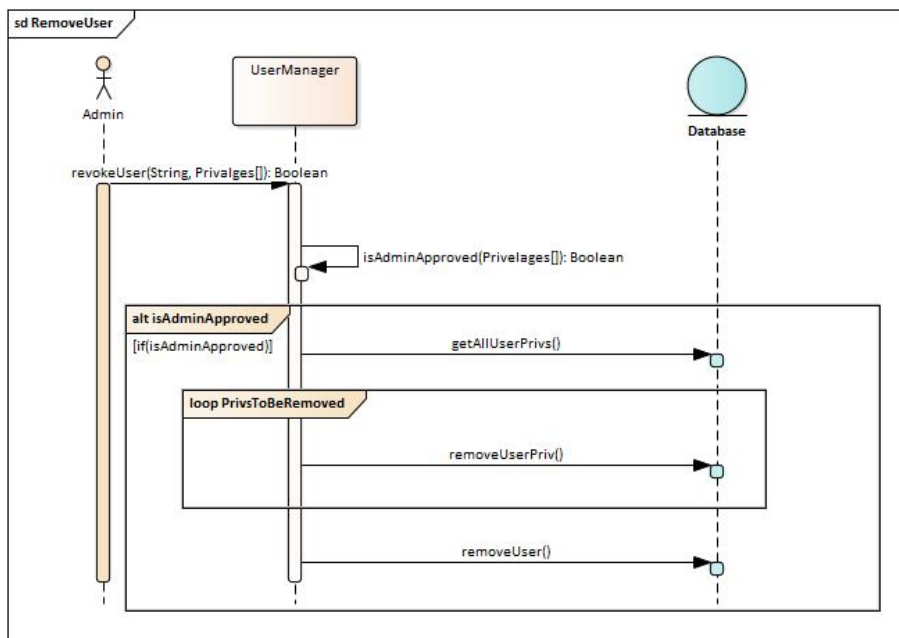 sd RemoveUser
UserManager
Admin
Database
revokeUser(String, Privalges[]): Boolean
isAdminApproved(Privelages[]): Boolean
alt isAdminApproved
[if(isAdminApproved)]
getAllUserPrivs()
loop PrivsToBeRemoved
removeUserPriv()
removeUser()